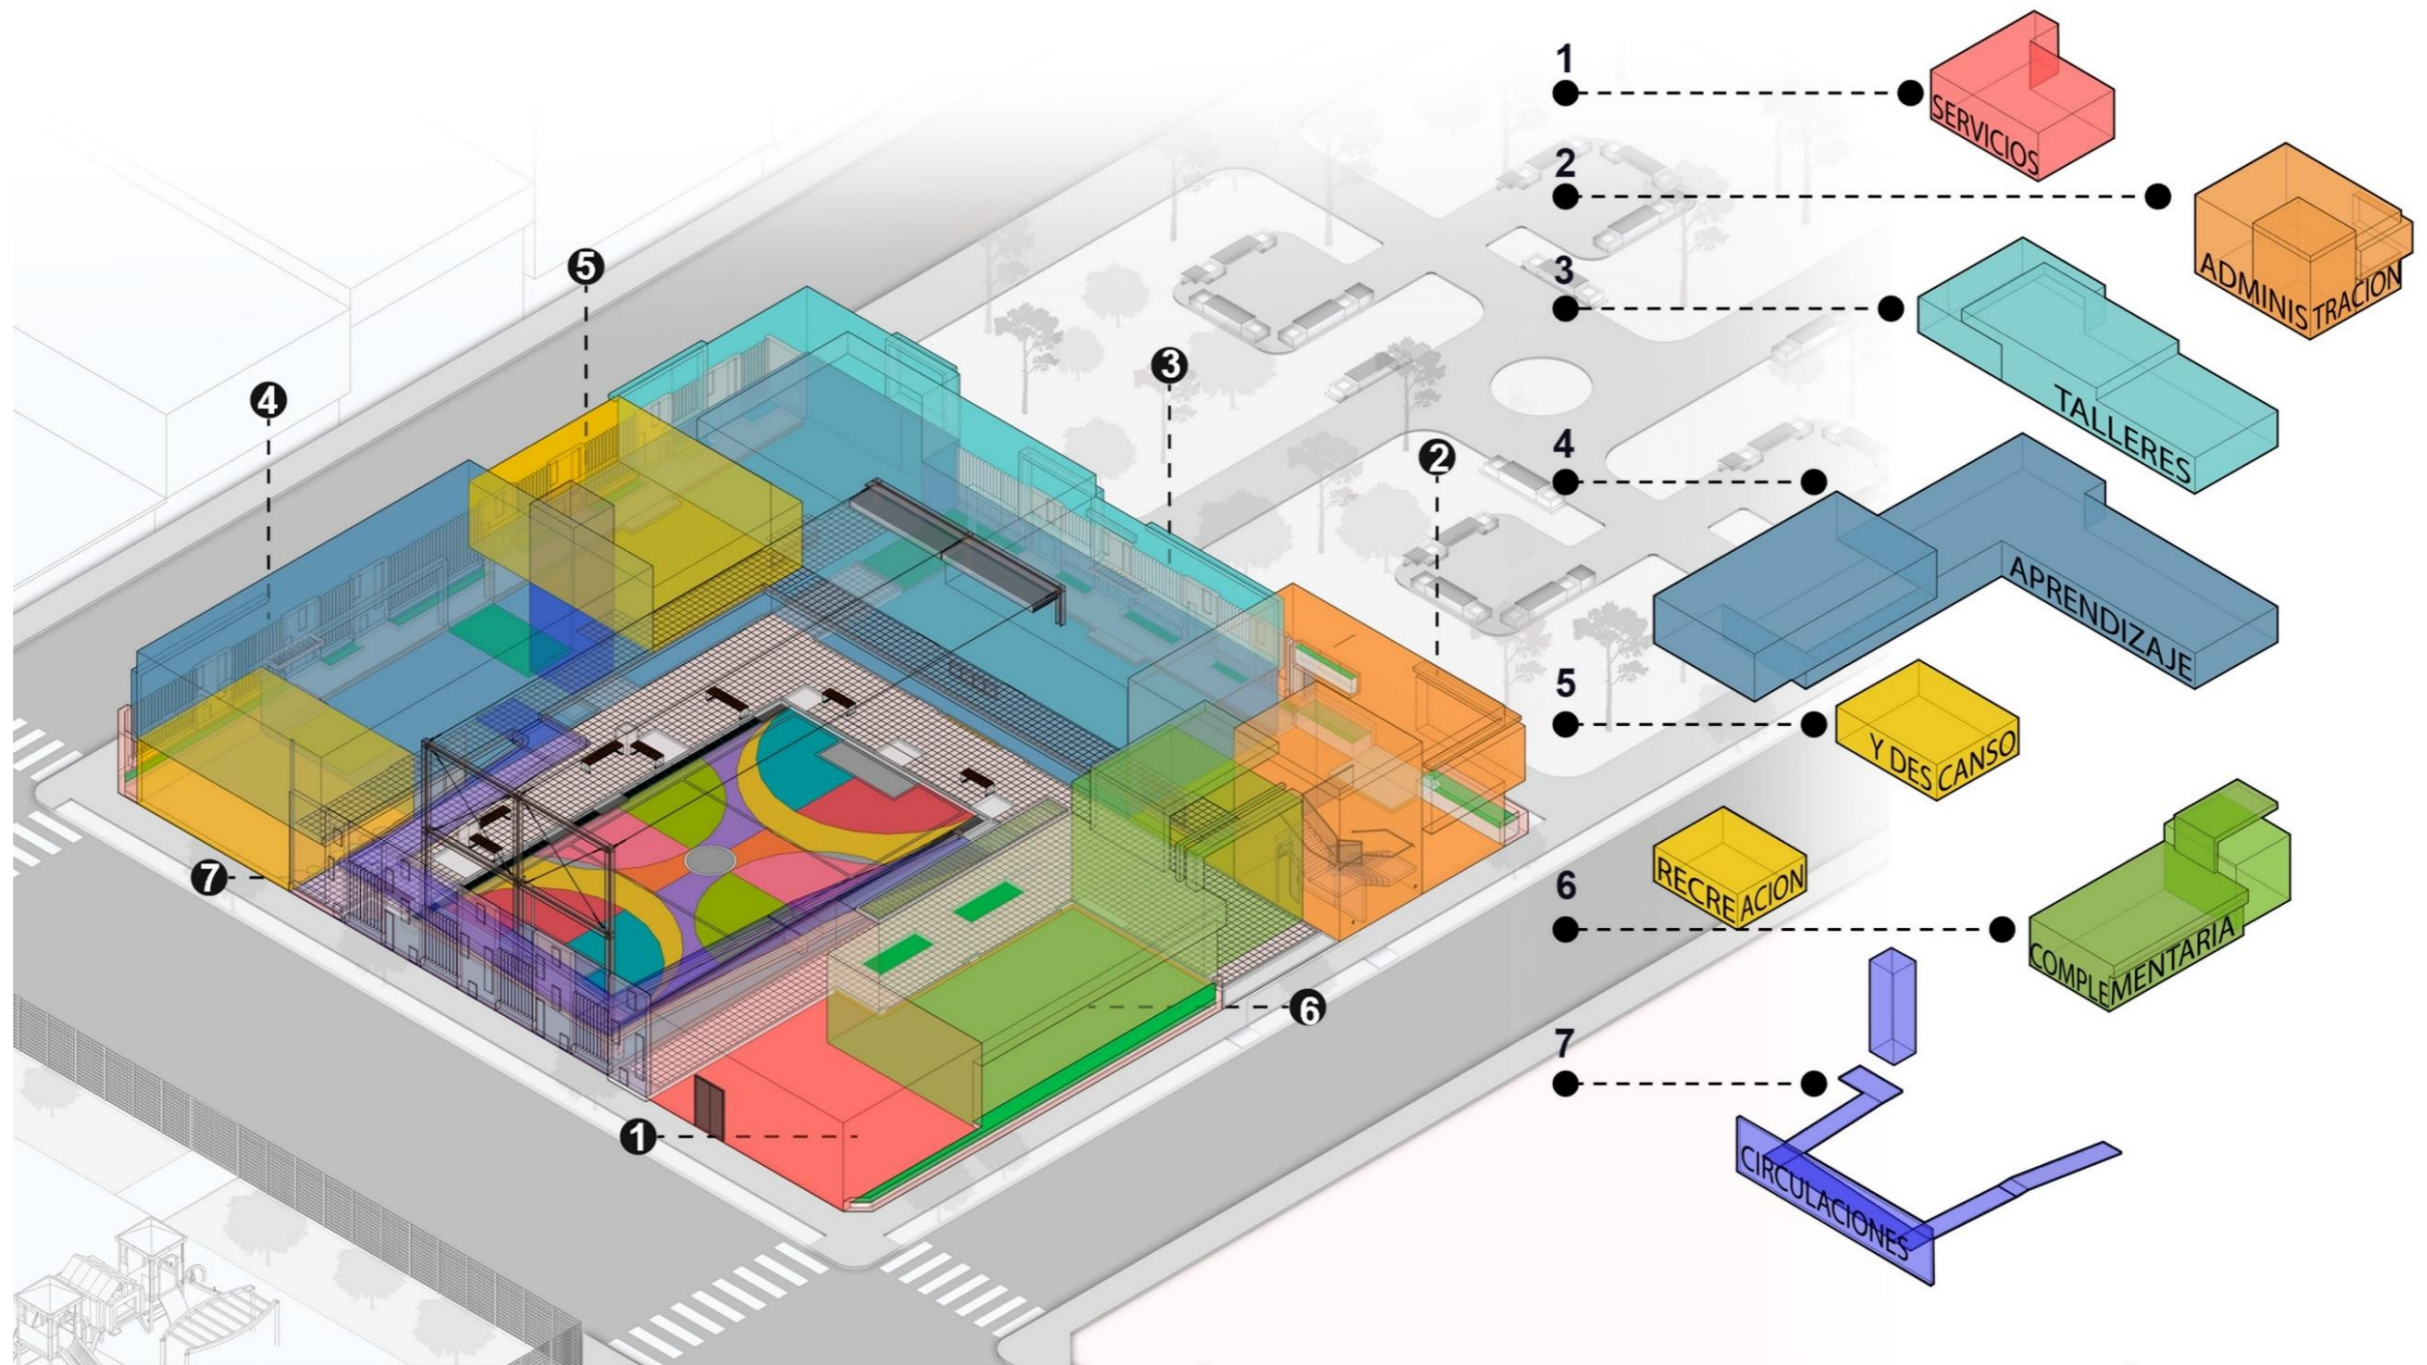 1
SERVICIOS
2
ADMINISTRACION
3
TALLERES
4
APRENDIZAJE
5
Y DESCANSO
RECREACION
6
COMPLEMENTARIA
7
CIRCULACIONES
5
4
3
2
7
6
1